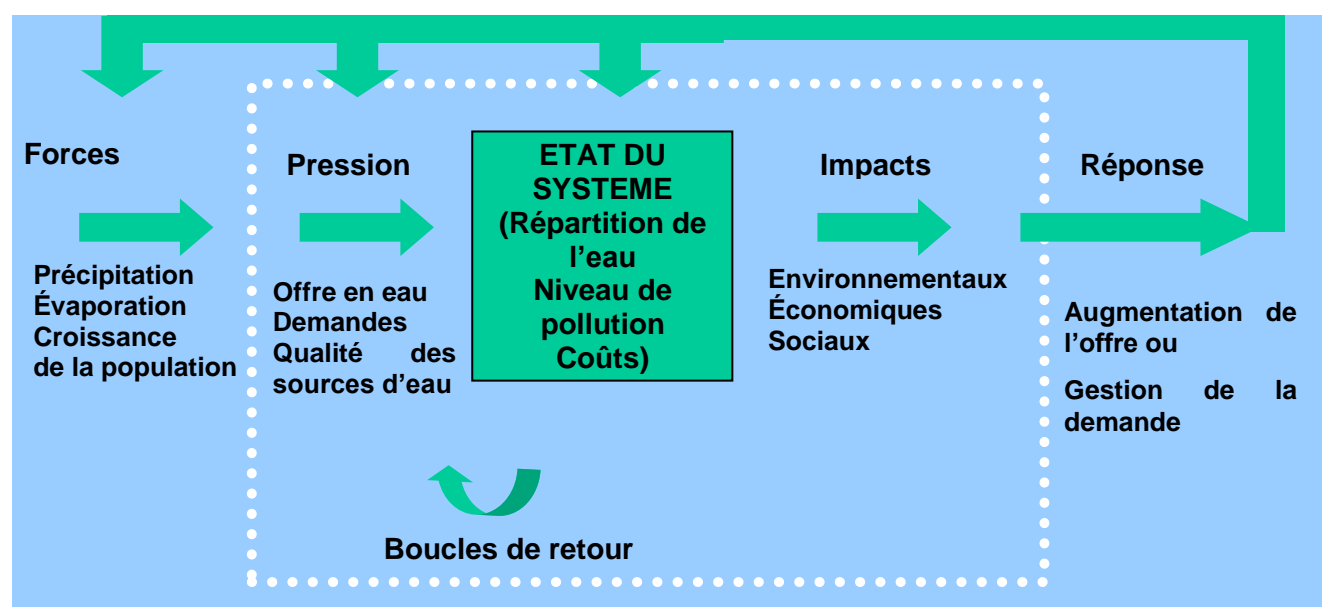 Forces
Précipitation
Évaporation
Croissance
de la population
Pression
Offre en eau
Demandes
Qualité des
sources d’eau
ETAT DU
SYSTEME
(Répartition de
l’eau
Niveau de
pollution
Coûts)
Impacts
Environnementaux
Économiques
Sociaux
Réponse
Augmentation de
l’offre ou
Gestion de la
demande
Boucles de retour